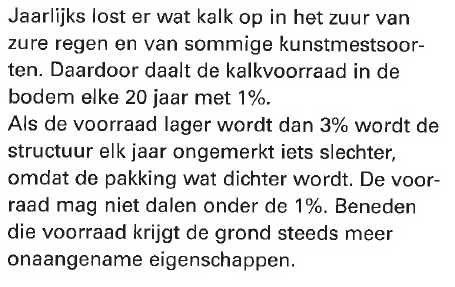 Jaarlijks lost er wat kalk op in het zuur van
zure regen en van sommige kunstmestsoor-
ten. Daardoor daalt de kalkvoorraad in de
bodem elke 20 jaar met 1%.
Als de voorraad lager wordt dan 3% wordt de
structuur elk jaar ongemerkt iets slechter,
omdat de pakking wat dichter wordt. De voor-
raad mag niet dalen onder de 1%. Beneden
die voorraad krijgt de grond steeds meer
onaangename eigenschappen.